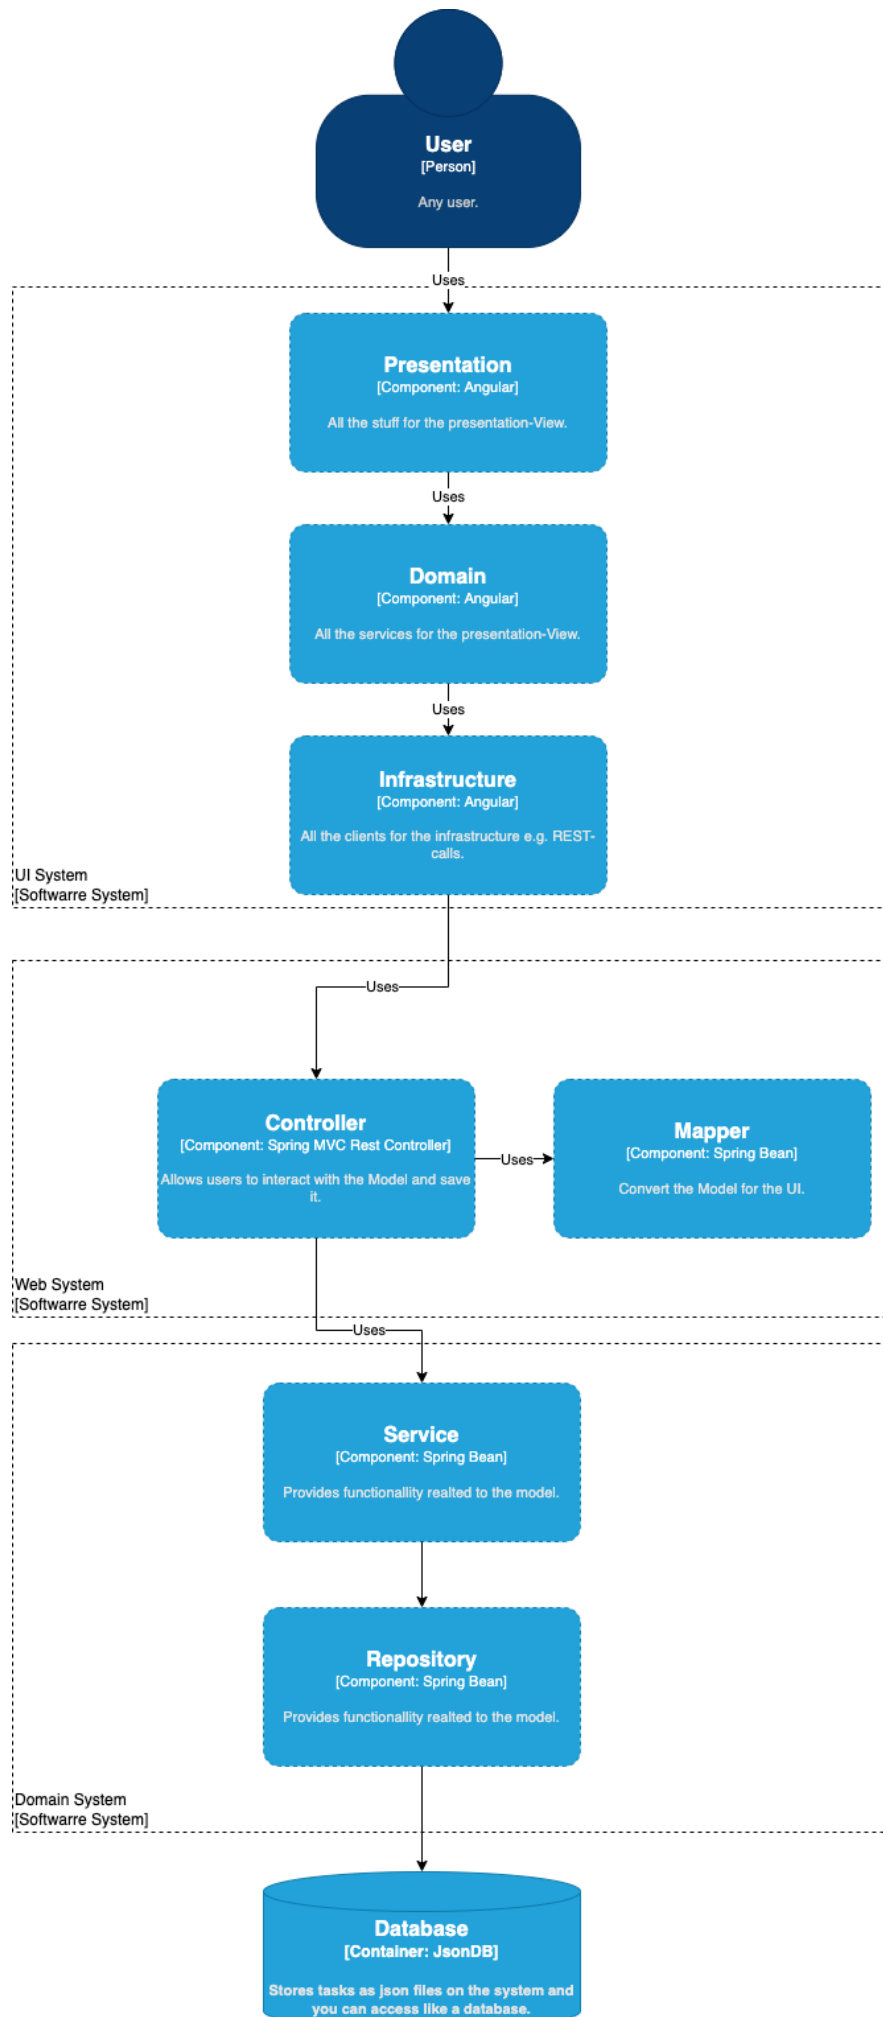 User
[Person]
Any user.
Uses
Presentation
[Component: Angular]
All the stuff for the presentation-View.
Uses
Domain
[Component: Angular]
All the services for the presentation-View.
Uses
Infrastructure
[Component: Angular]
All the clients for the infrastructure e.g. REST-
calls.
UI System
[Softwarre System]
Uses
Controller
[Component: Spring MVC Rest Controller]
Allows users to interact with the Model and save
it.
Uses
Mapper
[Component: Spring Bean]
Convert the Model for the UI.
Web System
[Softwarre System]
Uses
Service
[Component: Spring Bean]
Provides functionallity realted to the model.
Repository
[Component: Spring Bean]
Provides functionallity realted to the model.
Domain System
[Softwarre System]
Database
[Container: JsonDB]
Stores tasks as json files on the system and
you can access like a database.